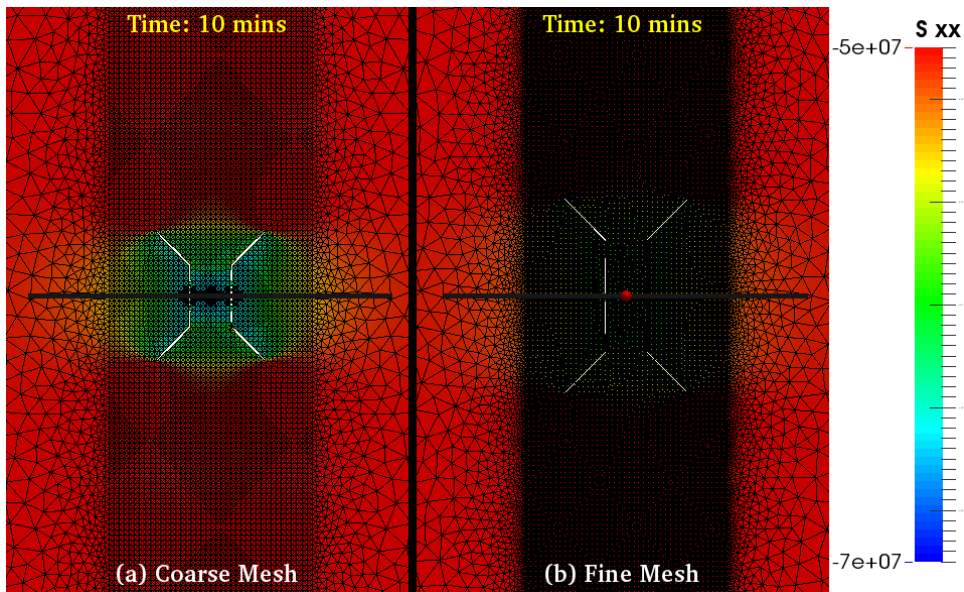 Time: 10 mins
Time: 10 mins
S xx
-5e+07
-7e+07
(a) Coarse Mesh
(b) Fine Mesh